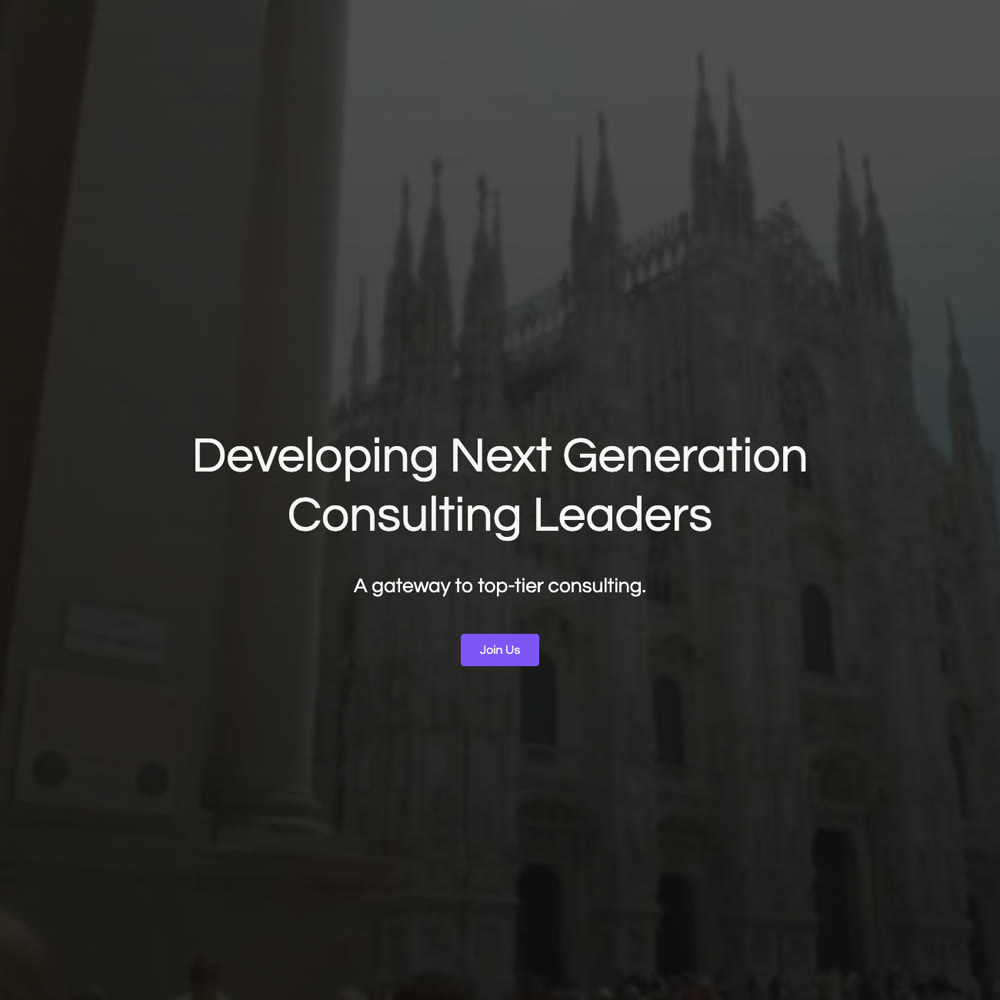 Developing Next Generation
Consulting Leaders
A gateway to top-tier consulting.
Join Us